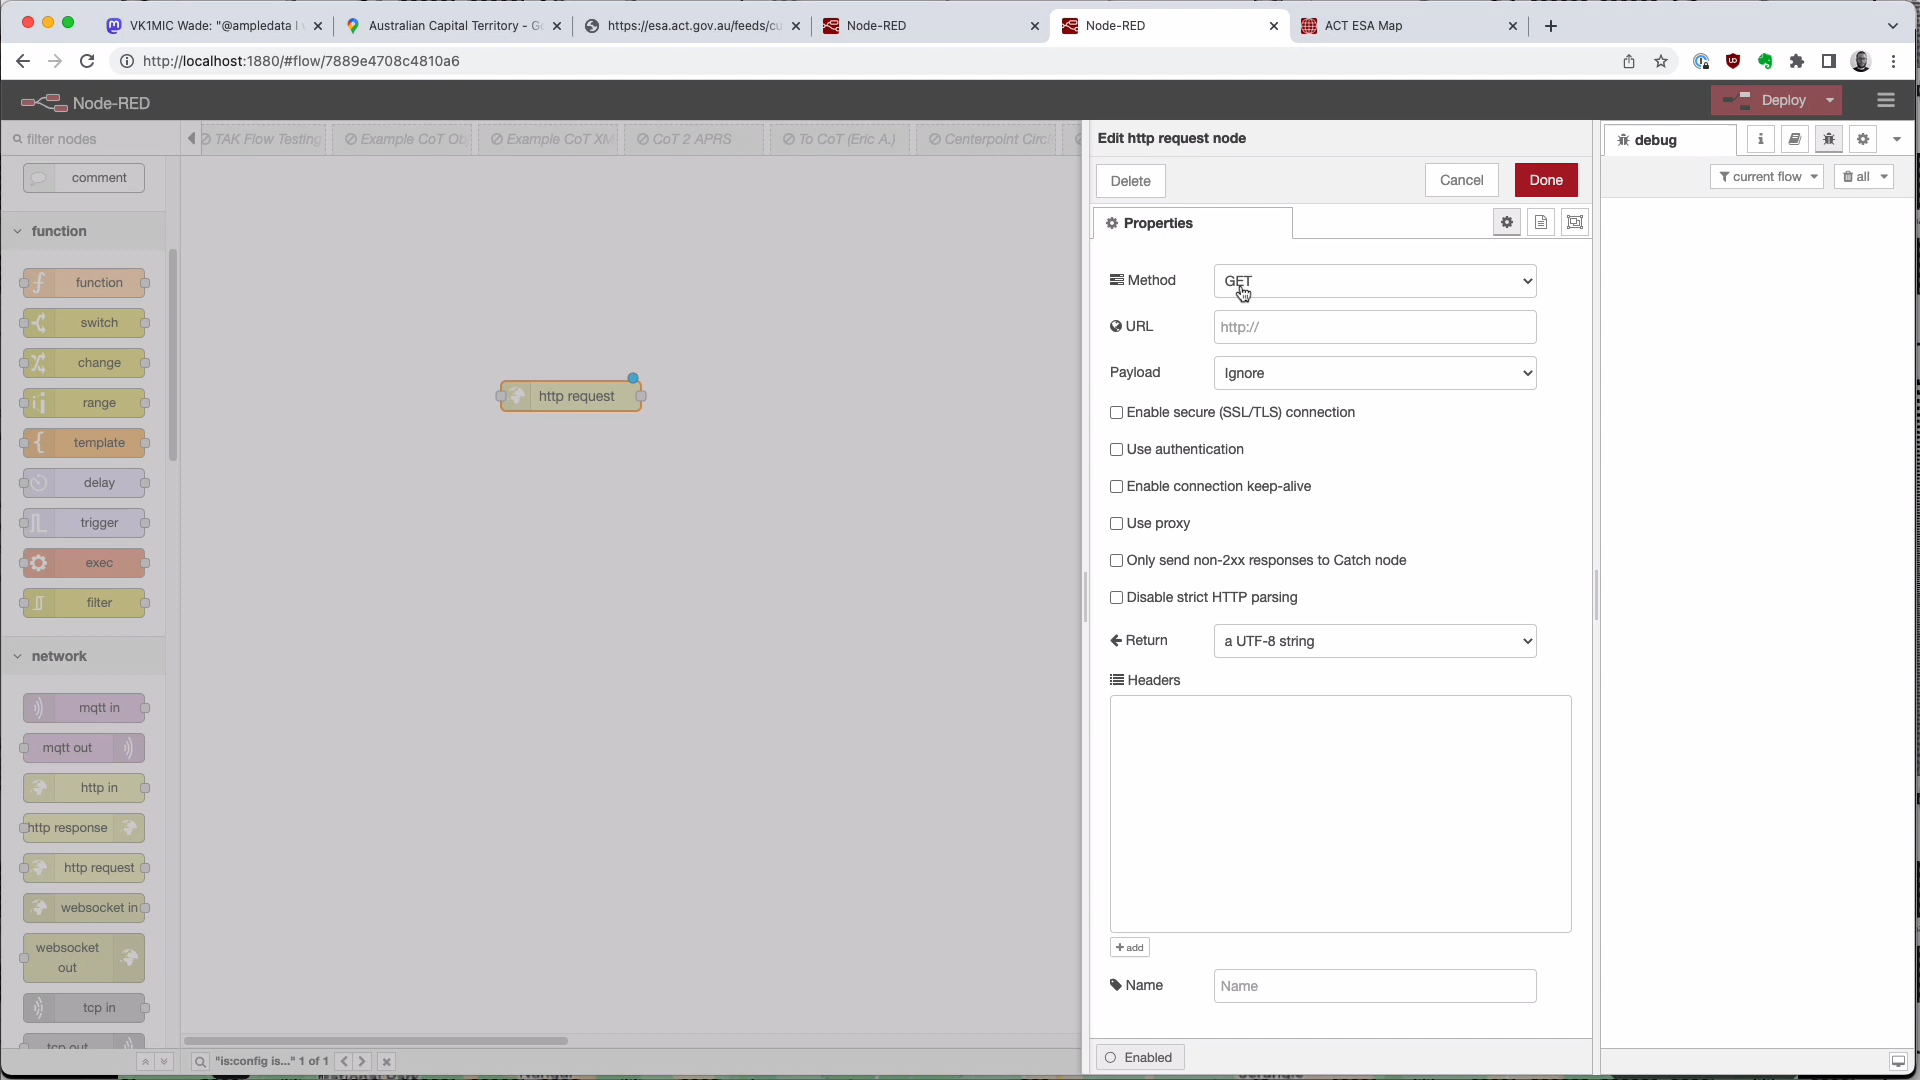 VK1MIC Wade: "@ampledata I
Australian Capital Territory - Go
https://esa.act.gov.au/feeds/cu
Node-RED
Node-RED
ACT ESA Map
http://localhost:1880/#flow/7889e4708c4810a6
Node-RED
Deploy
filter nodes
TAK Flow Testing
Example CoT Ob
Example CoT XM
CoT 2 APRS
To CoT (Eric A.)
Centerpoint Circl
Edit http request node
debug
i
Delete
Cancel
Done
current flow
all
Properties
comment
function
function
switch
change
range
template
delay
trigger
exec
filter
network
mqtt in
mqtt out
http in
http response
http request
websocket in
websocket
out
tcp in
tcp out
http request
Method
GET
URL
http://
Payload
Ignore
Enable secure (SSL/TLS) connection
Use authentication
Enable connection keep-alive
Use proxy
Only send non-2xx responses to Catch node
Disable strict HTTP parsing
Return
a UTF-8 string
Headers
+ add
Name
Name
Enabled
"is:config is..." 1 of 1